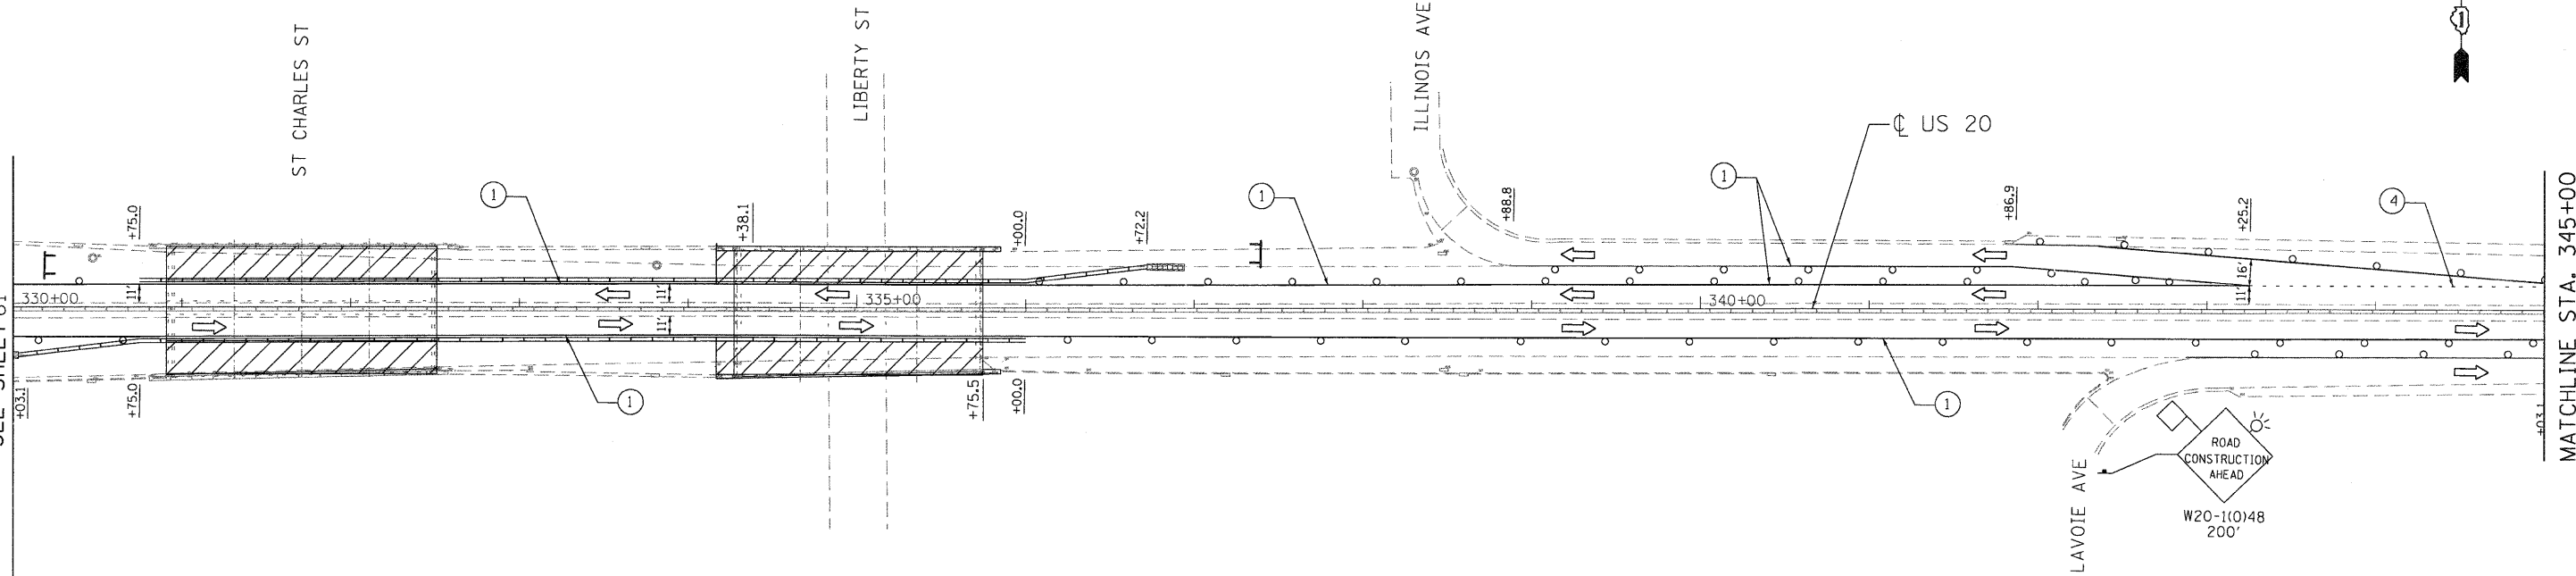 ST CHARLES ST
LIBERTY ST
ILLINOIS AVE
℄ US 20
MATCHLINE STA. 345+00
1
1
1
4
+75.0
+38.1
+00.0
+72.2
+88.8
+86.9
+25.2
330+00
11'
11'
335+00
340+00
16'
11'
11'
+03.1
+75.0
1
+75.5
+00.0
1
+03.1
LAVOIE AVE
ROAD
CONSTRUCTION
AHEAD
W20-1(0)48
200'